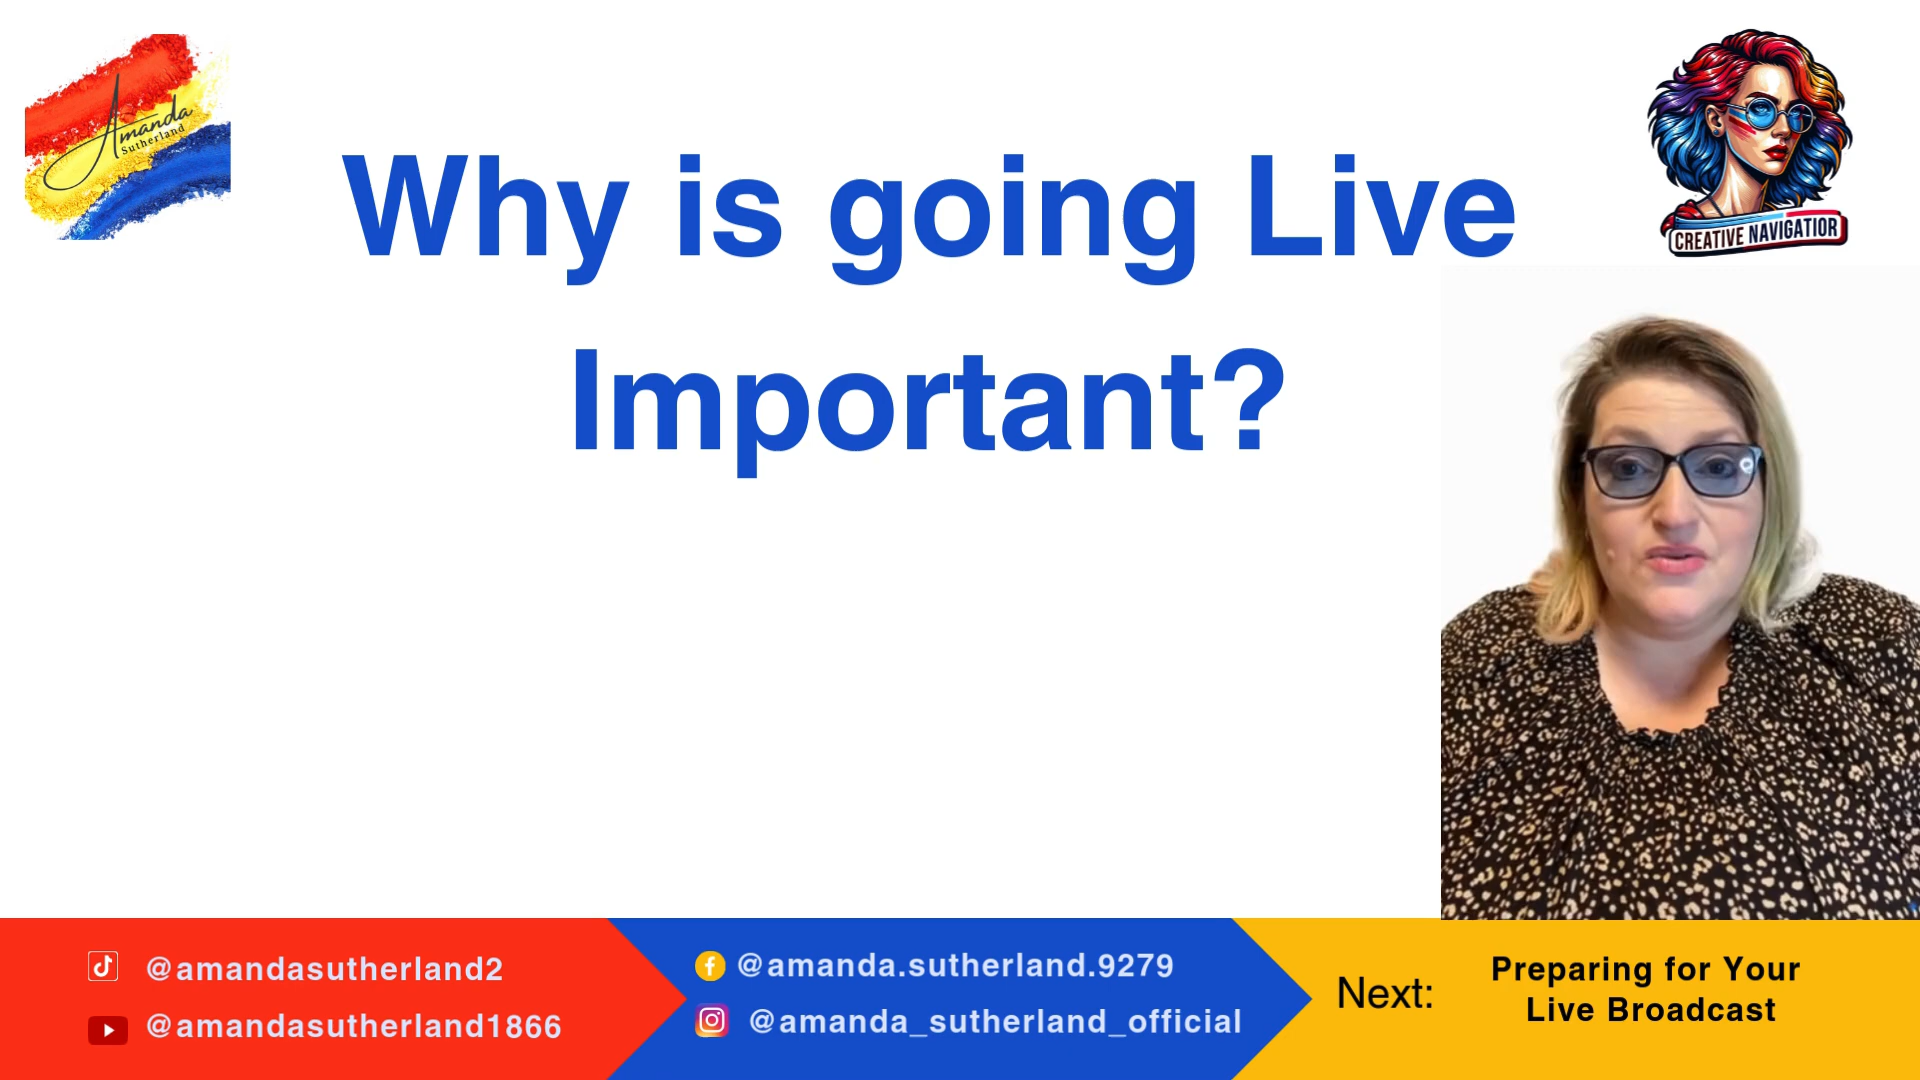 Amanda
Sutherland
CREATIVE NAVIGATIOR
Why is going Live
Important?
@amandasutherland2
@amandasutherland1866
@amanda.sutherland.9279
@amanda_sutherland_official
Next:
Preparing for Your
Live Broadcast